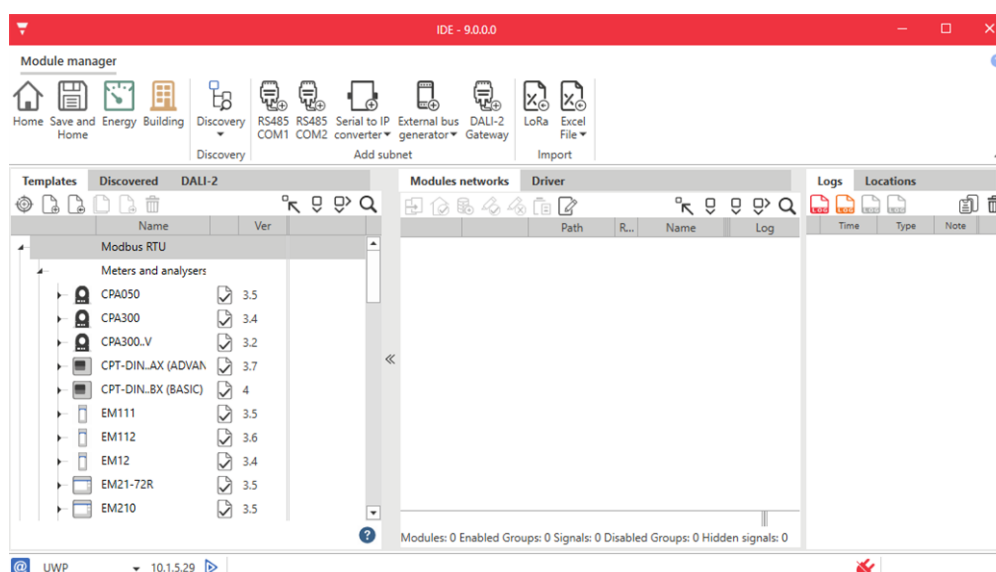 IDE - 9.0.0.0
Module manager
Home Save and Home Energy Building Discovery RS485 COM1 RS485 COM2 Serial to IP converter External bus generator DALI-2 Gateway LoRa Excel File
Discovery Add subnet Import
Templates Discovered DALI-2 Modules networks Driver Logs Locations
LOG LOG LOG LOG
Name Ver Path R... Name Log Time Type Note
Modbus RTU
Meters and analysers
CPA050 3.5
CPA300 3.4
CPA300..V 3.2
CPT-DIN..AX (ADVAN 3.7
CPT-DIN..BX (BASIC) 4
EM111 3.5
EM112 3.6
EM12 3.4
EM21-72R 3.5
EM210 3.5
Modules: 0 Enabled Groups: 0 Signals: 0 Disabled Groups: 0 Hidden signals: 0
@ UWP 10.1.5.29